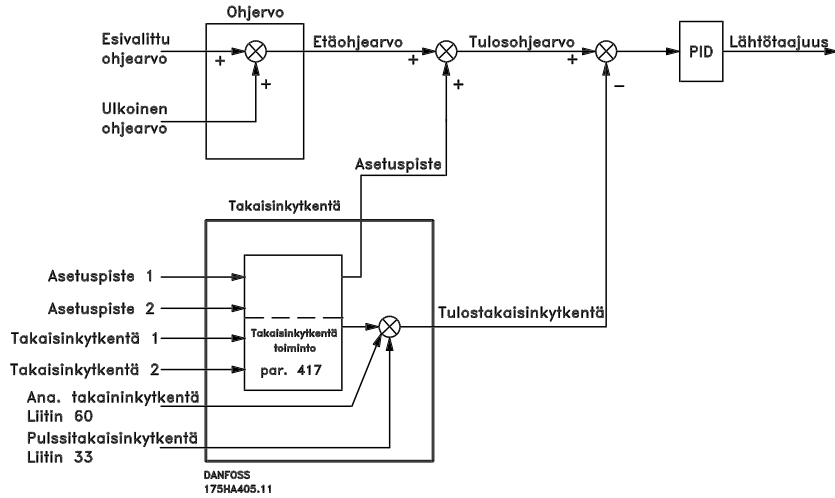 Ohjervo
Esivalittu
ohjearvo
Etäohjearvo
Tulosohjearvo
PID
Lähtötaajuus
+
+
+
+
+
−
Ulkoinen
ohjearvo
Asetuspiste
Takaisinkytkentä
Asetuspiste 1
Asetuspiste 2
Takaisinkytkentä 1
Takaisinkytkentä 2
Takaisinkytkentä
toiminto
par. 417
Tulostakaisinkytkentä
Ana. takaininkytkentä
Liitin 60
Pulssitakaisinkytkentä
Liitin 33
DANFOSS
175HA405.11